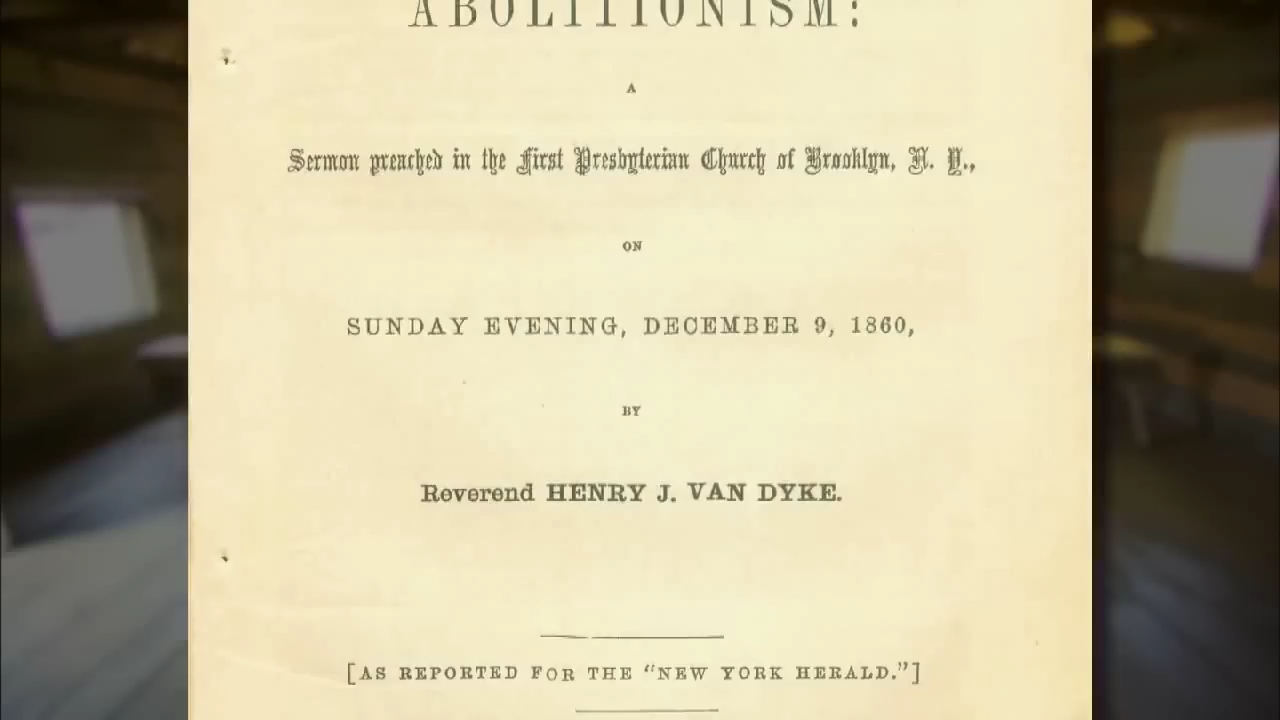 ABOLITIONISM:
A
Sermon preached in the First Presbyterian Church of Brooklyn, N. Y.,
ON
SUNDAY EVENING, DECEMBER 9, 1860,
BY
Reverend HENRY J. VAN DYKE.
[AS REPORTED FOR THE “NEW YORK HERALD.”]